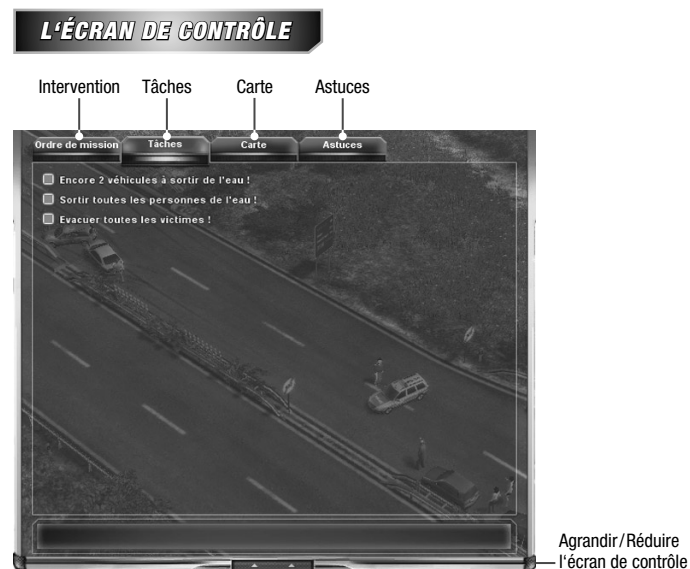 L‘ÉCRAN DE CONTRÔLE
Intervention Tâches Carte Astuces
Ordre de mission Tâches Carte Astuces
Encore 2 véhicules à sortir de l'eau !
Sortir toutes les personnes de l'eau !
Evacuer toutes les victimes !
Agrandir/Réduire
l‘écran de contrôle